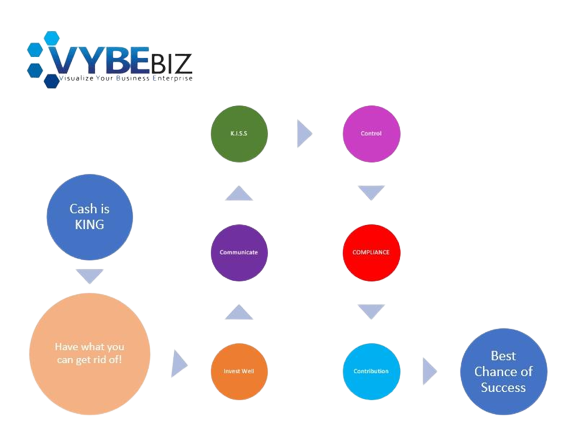 VYBEBIZ
Visualize Your Business Enterprise
Cash is
KING
Have what you
can get rid of!
Invest Well
Communicate
K.I.S.S
Control
COMPLIANCE
Contribution
Best
Chance of
Success